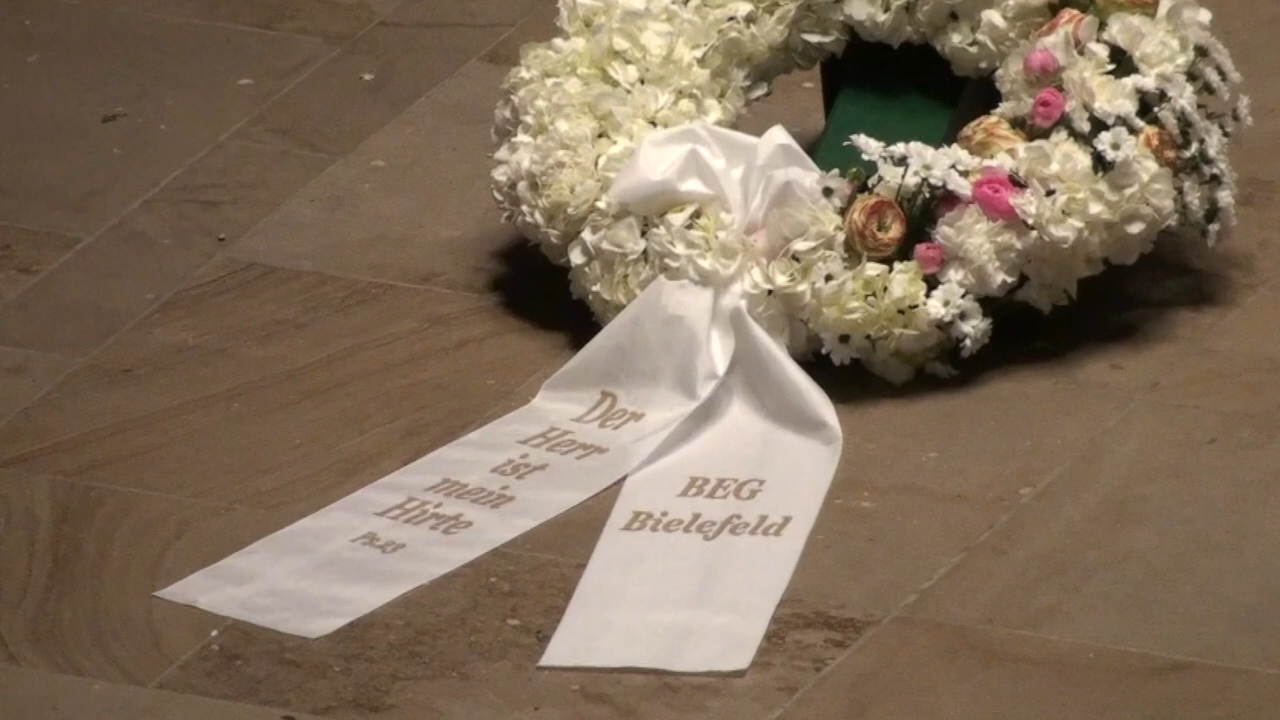 Der
Herr
ist
mein
Hirte
Ps.23
BEG
Bielefeld